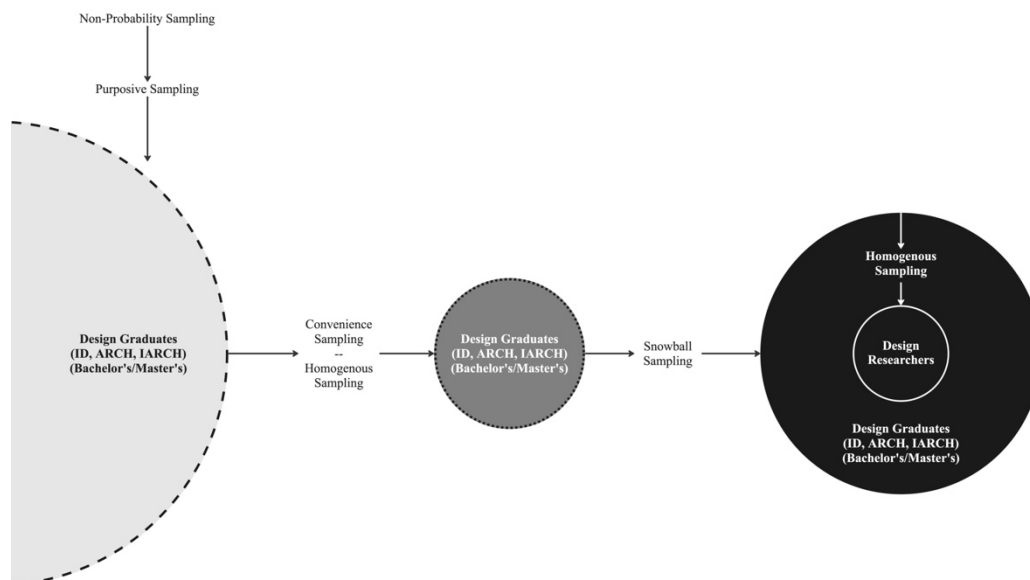 Non-Probability Sampling
Purposive Sampling
Design Graduates
(ID, ARCH, IARCH)
(Bachelor's/Master's)
Convenience
Sampling
--
Homogenous
Sampling
Design Graduates
(ID, ARCH, IARCH)
(Bachelor's/Master's)
Snowball
Sampling
Homogenous
Sampling
Design
Researchers
Design Graduates
(ID, ARCH, IARCH)
(Bachelor's/Master's)